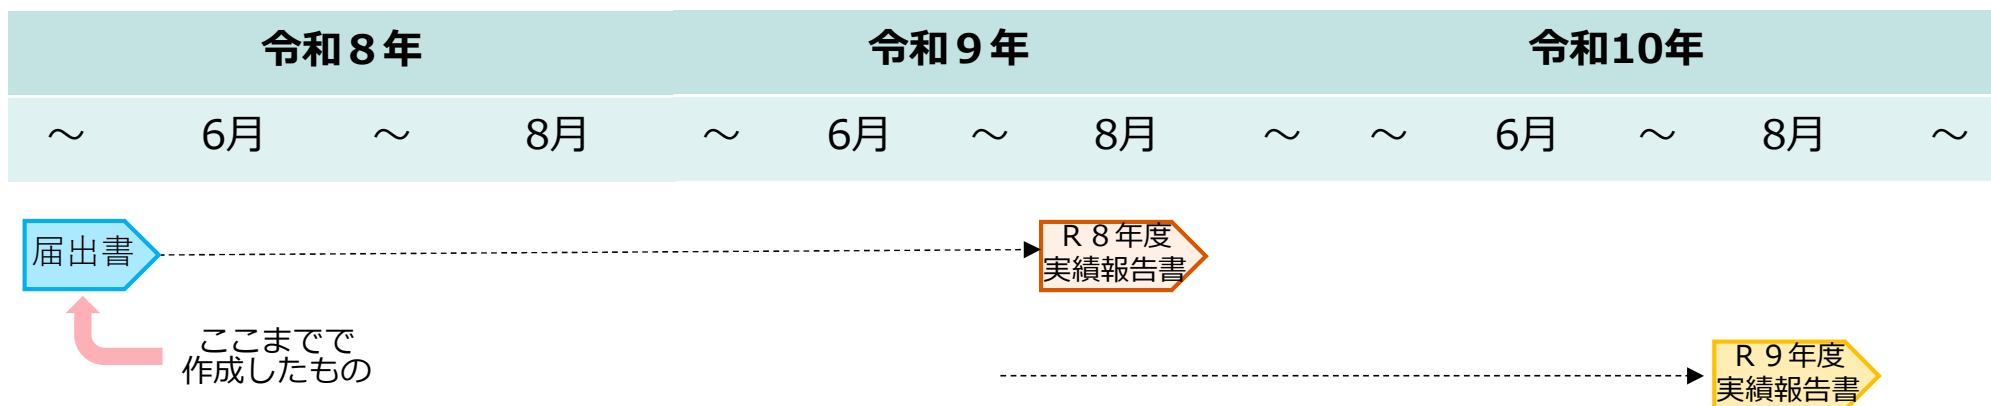 令和８年 令和９年 令和10年
～ 6月 ～ 8月 ～ 6月 ～ 8月 ～ ～ 6月 ～ 8月 ～
届出書
Ｒ８年度
実績報告書
ここまでで
作成したもの
Ｒ９年度
実績報告書